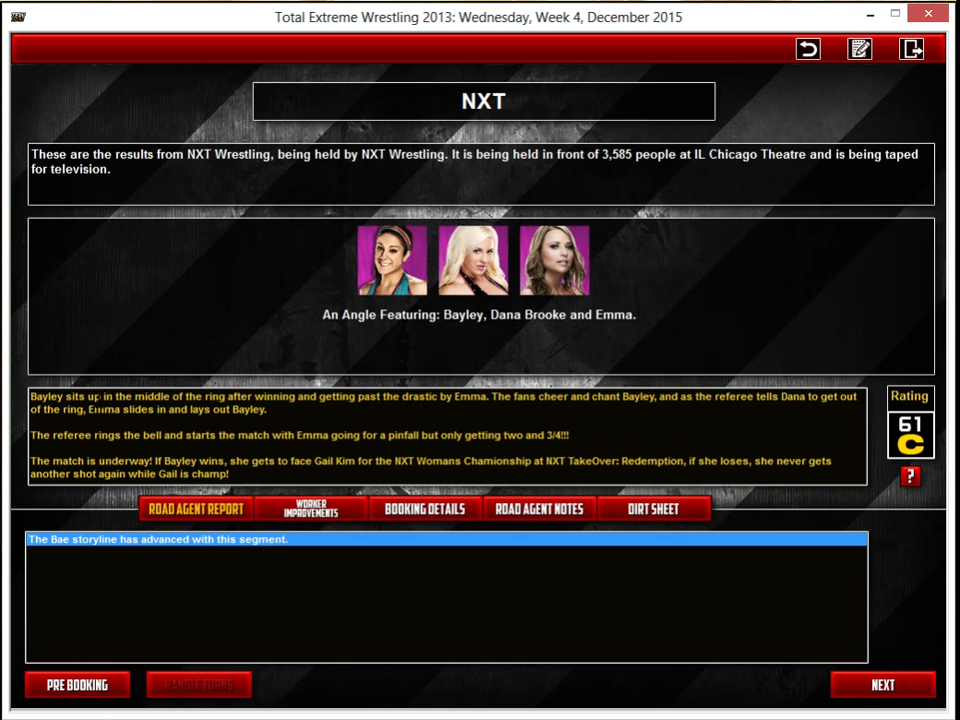 Total Extreme Wrestling 2013: Wednesday, Week 4, December 2015
NXT
These are the results from NXT Wrestling, being held by NXT Wrestling. It is being held in front of 3,585 people at IL Chicago Theatre and is being taped
for television.
An Angle Featuring: Bayley, Dana Brooke and Emma.
Bayley sits up in the middle of the ring after winning and getting past the drastic by Emma. The fans cheer and chant Bayley, and as the referee tells Dana to get out
of the ring, Emma slides in and lays out Bayley.
The referee rings the bell and starts the match with Emma going for a pinfall but only getting two and 3/4!!!
The match is underway! If Bayley wins, she gets to face Gail Kim for the NXT Womans Chamionship at NXT TakeOver: Redemption, if she loses, she never gets
another shot again while Gail is champ!
Rating
61
C
?
ROAD AGENT REPORT
WORKER
IMPROVEMENTS
BOOKING DETAILS
ROAD AGENT NOTES
DIRT SHEET
The Bae storyline has advanced with this segment.
PRE BOOKING
HANDLE TURNS
NEXT